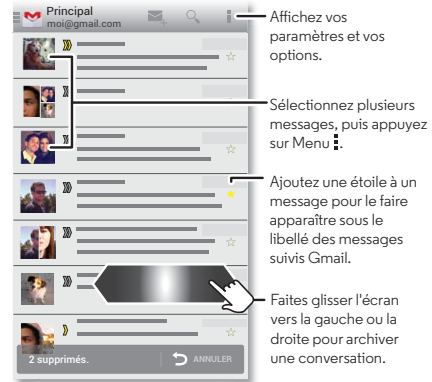 Principal
moi@gmail.com
Affichez vos
paramètres et vos
options.
Sélectionnez plusieurs
messages, puis appuyez
sur Menu .
Ajoutez une étoile à un
message pour le faire
apparaître sous le
libellé des messages
suivis Gmail.
Faites glisser l'écran
vers la gauche ou la
droite pour archiver
une conversation.
2 supprimés.
ANNULER